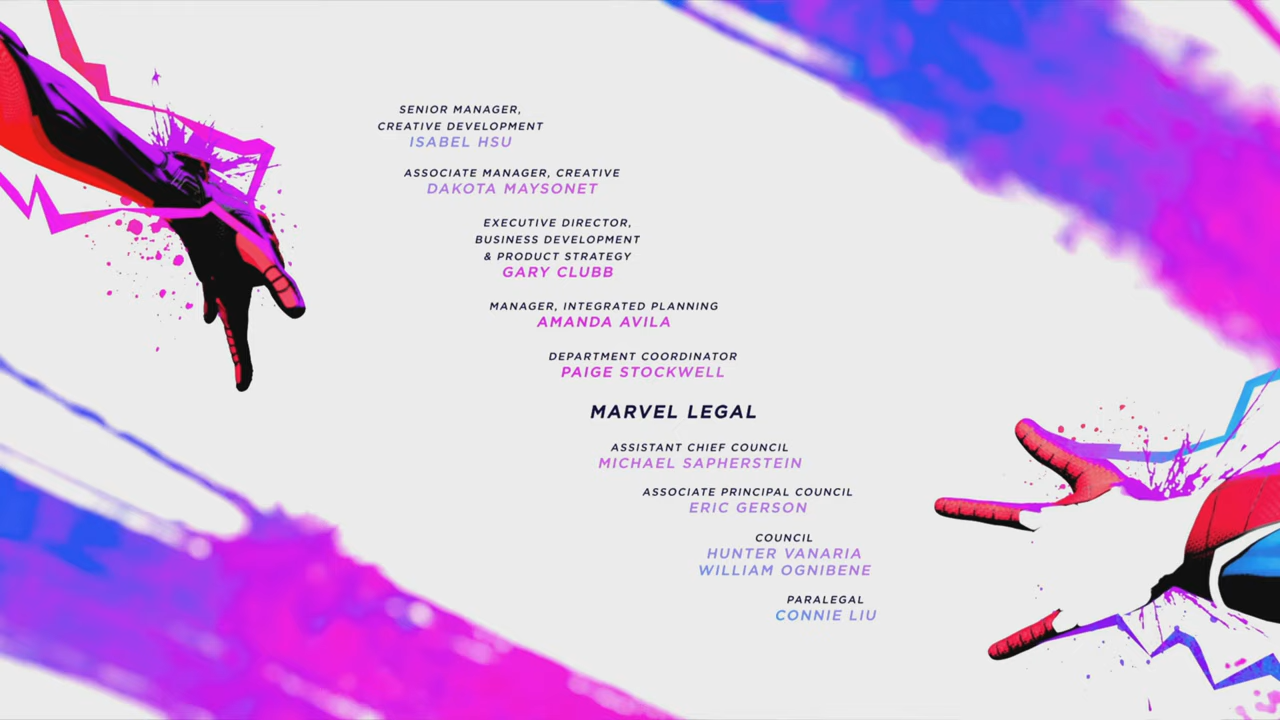 SENIOR MANAGER,
CREATIVE DEVELOPMENT
ISABEL HSU
ASSOCIATE MANAGER, CREATIVE
DAKOTA MAYSONET
EXECUTIVE DIRECTOR,
BUSINESS DEVELOPMENT
& PRODUCT STRATEGY
GARY CLUBB
MANAGER, INTEGRATED PLANNING
AMANDA AVILA
DEPARTMENT COORDINATOR
PAIGE STOCKWELL
MARVEL LEGAL
ASSISTANT CHIEF COUNCIL
MICHAEL SAPHERSTEIN
ASSOCIATE PRINCIPAL COUNCIL
ERIC GERSON
COUNCIL
HUNTER VANARIA
WILLIAM OGNIBENE
PARALEGAL
CONNIE LIU